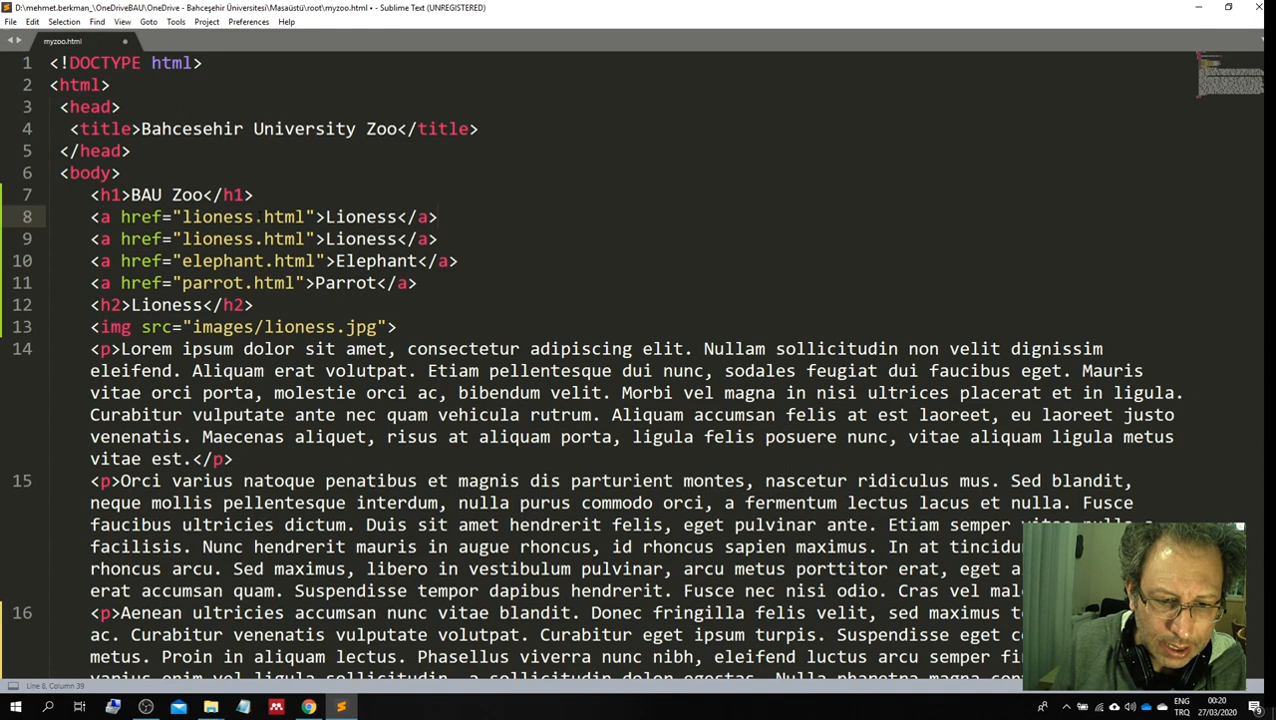 D:\mehmet.berkman_\OneDriveBAU\OneDrive - Bahçeşehir Üniversitesi\Masaüstü\root\myzoo.html • - Sublime Text (UNREGISTERED)
File Edit Selection Find View Goto Tools Project Preferences Help
myzoo.html
1 <!DOCTYPE html>
2 <html>
3 <head>
4 <title>Bahcesehir University Zoo</title>
5 </head>
6 <body>
7 <h1>BAU Zoo</h1>
8 <a href="lioness.html">Lioness</a>
9 <a href="lioness.html">Lioness</a>
10 <a href="elephant.html">Elephant</a>
11 <a href="parrot.html">Parrot</a>
12 <h2>Lioness</h2>
13 <img src="images/lioness.jpg">
14 <p>Lorem ipsum dolor sit amet, consectetur adipiscing elit. Nullam sollicitudin non velit dignissim
eleifend. Aliquam erat volutpat. Etiam pellentesque dui nunc, sodales feugiat dui faucibus eget. Mauris
vitae orci porta, molestie orci ac, bibendum velit. Morbi vel magna in nisi ultrices placerat et in ligula.
Curabitur vulputate ante nec quam vehicula rutrum. Aliquam accumsan felis at est laoreet, eu laoreet justo
venenatis. Maecenas aliquet, risus at aliquam porta, ligula felis posuere nunc, vitae aliquam ligula metus
vitae est.</p>
15 <p>Orci varius natoque penatibus et magnis dis parturient montes, nascetur ridiculus mus. Sed blandit,
neque mollis pellentesque interdum, nulla purus commodo orci, a fermentum lectus lacus et nulla. Fusce
faucibus ultricies dictum. Duis sit amet hendrerit felis, eget pulvinar ante. Etiam semper
facilisis. Nunc hendrerit mauris in augue rhoncus, id rhoncus sapien maximus. In at tincidun
rhoncus arcu. Sed maximus, libero in vestibulum pulvinar, arcu metus porttitor erat, eget
erat accumsan quam. Suspendisse tempor dapibus hendrerit. Fusce nec nisi odio. Cras vel
16 <p>Aenean ultricies accumsan nunc vitae blandit. Donec fringilla felis velit, sed maximus
ac. Curabitur venenatis vulputate volutpat. Curabitur eget ipsum turpis. Suspendisse eget
metus. Proin in aliquam lectus. Phasellus viverra nunc nibh, eleifend luctus arcu semper
Line 8, Column 39
ENG 00:20
TRQ 27/03/2020